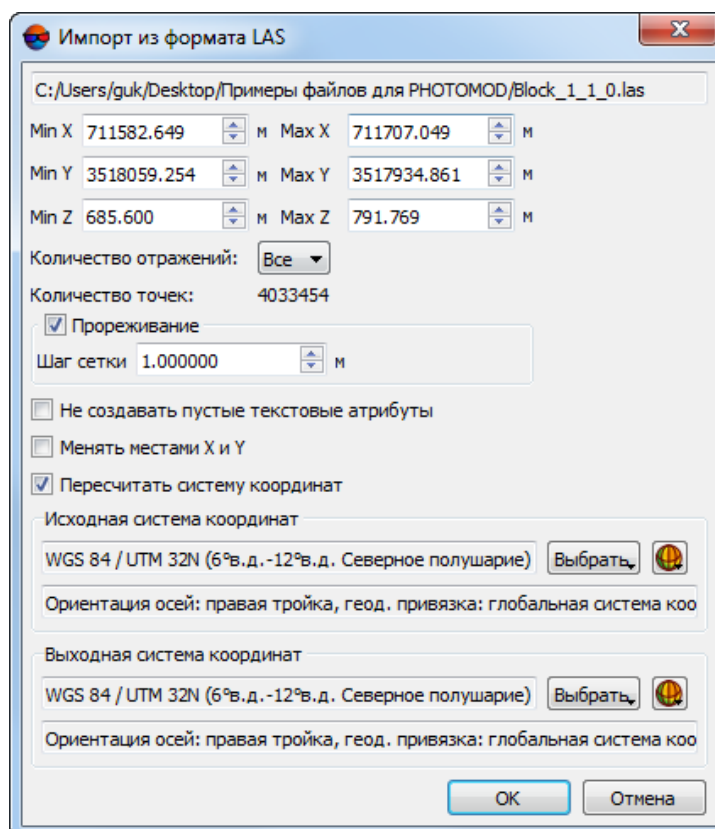 Импорт из формата LAS
C:/Users/guk/Desktop/Примеры файлов для PHOTOMOD/Block_1_1_0.las
Min X 711582.649 м Max X 711707.049 м
Min Y 3518059.254 м Max Y 3517934.861 м
Min Z 685.600 м Max Z 791.769 м
Количество отражений: Все
Количество точек: 4033454
Прореживание
Шаг сетки 1.000000 м
Не создавать пустые текстовые атрибуты
Менять местами X и Y
Пересчитать систему координат
Исходная система координат
WGS 84 / UTM 32N (6°в.д.-12°в.д. Северное полушарие) Выбрать
Ориентация осей: правая тройка, геод. привязка: глобальная система коо
Выходная система координат
WGS 84 / UTM 32N (6°в.д.-12°в.д. Северное полушарие) Выбрать
Ориентация осей: правая тройка, геод. привязка: глобальная система коо
OK Отмена